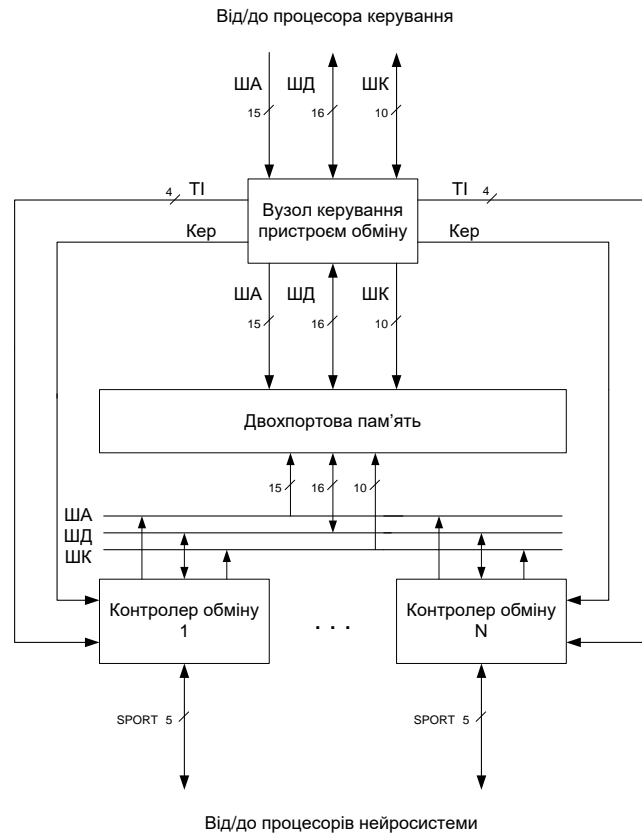 Від/до процесора керування
ША ШД ШК
15 16 10
4 ТІ
ТІ 4
Вузол керування
пристроєм обміну
Кер
Кер
ША ШД ШК
15 16 10
Двохпортова пам’ять
15 16 10
ША
ШД
ШК
Контролер обміну
1
. . .
Контролер обміну
N
SPORT 5
SPORT 5
Від/до процесорів нейросистеми